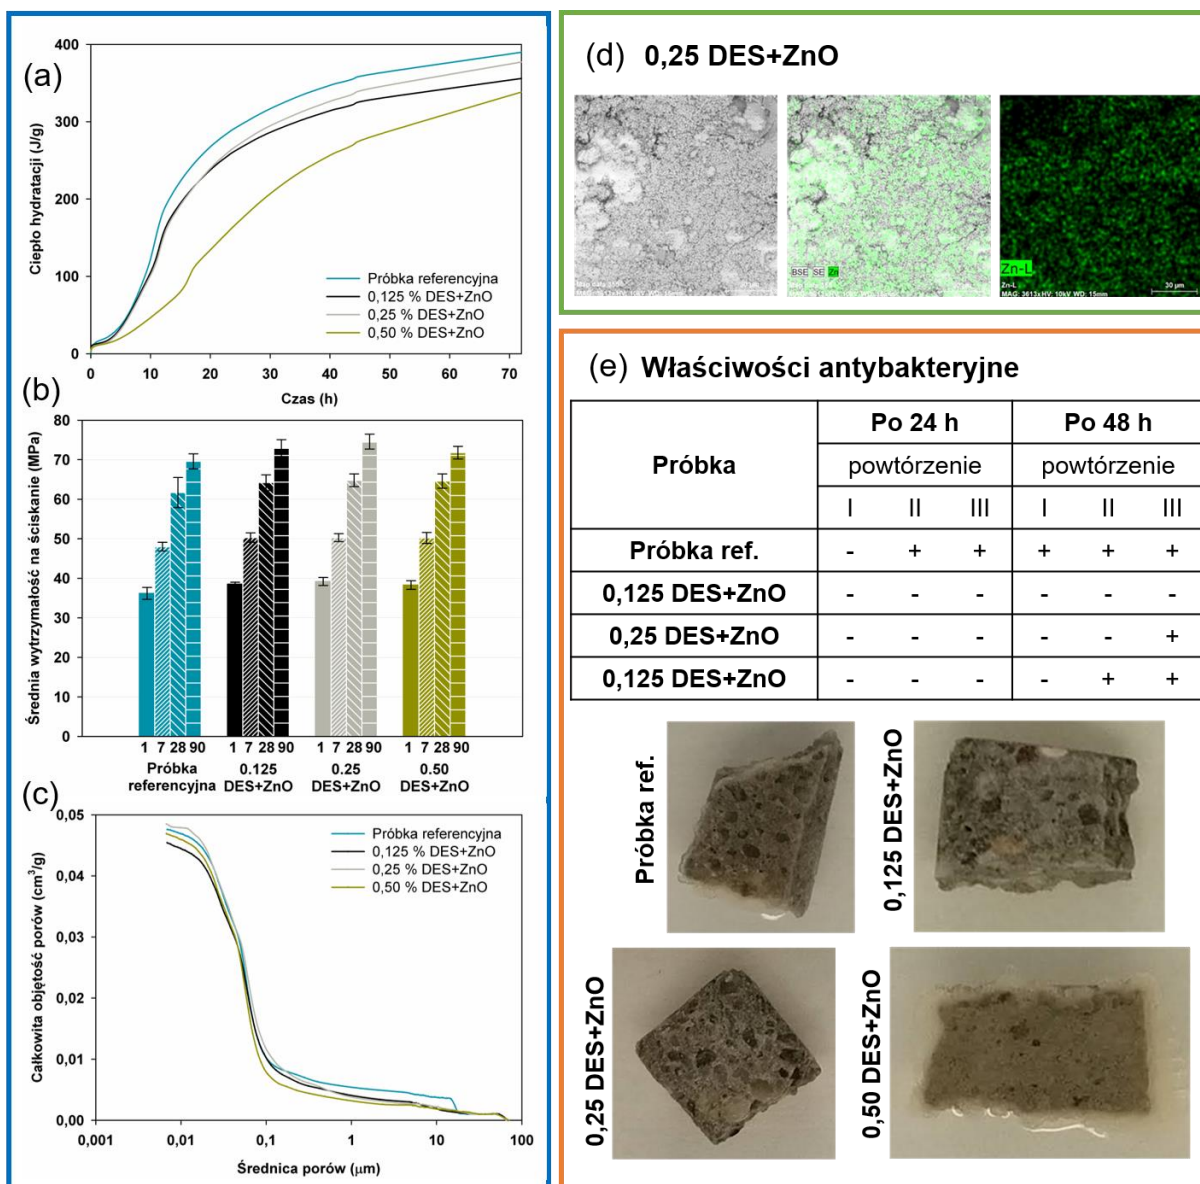 (a)
400
300
200
100
0
Ciepło hydratacji (J/g)
Próbka referencyjna
0,125 % DES+ZnO
0,25 % DES+ZnO
0,50 % DES+ZnO
0 10 20 30 40 50 60 70
Czas (h)
(b)
80
70
60
50
40
30
20
10
0
Średnia wytrzymałość na ściskanie (MPa)
1 7 28 90 1 7 28 90 1 7 28 90 1 7 28 90
Próbka referencyjna
0.125 DES+ZnO
0.25 DES+ZnO
0.50 DES+ZnO
(c)
0,05
0,04
0,03
0,02
0,01
0,00
Całkowita objętość porów (cm³/g)
Próbka referencyjna
0,125 % DES+ZnO
0,25 % DES+ZnO
0,50 % DES+ZnO
0,001 0,01 0,1 1 10 100
Średnica porów (μm)
(d) 0,25 DES+ZnO
BSE SE Zn
Zn-L
Zn-L
MAG: 3613x HV: 10kV WD: 15mm
30 μm
(e) Właściwości antybakteryjne
Próbka Po 24 h Po 48 h
powtórzenie powtórzenie
I II III I II III
Próbka ref. - + + + + +
0,125 DES+ZnO - - - - - -
0,25 DES+ZnO - - - - - +
0,125 DES+ZnO - - - - + +
Próbka ref.
0,125 DES+ZnO
0,25 DES+ZnO
0,50 DES+ZnO